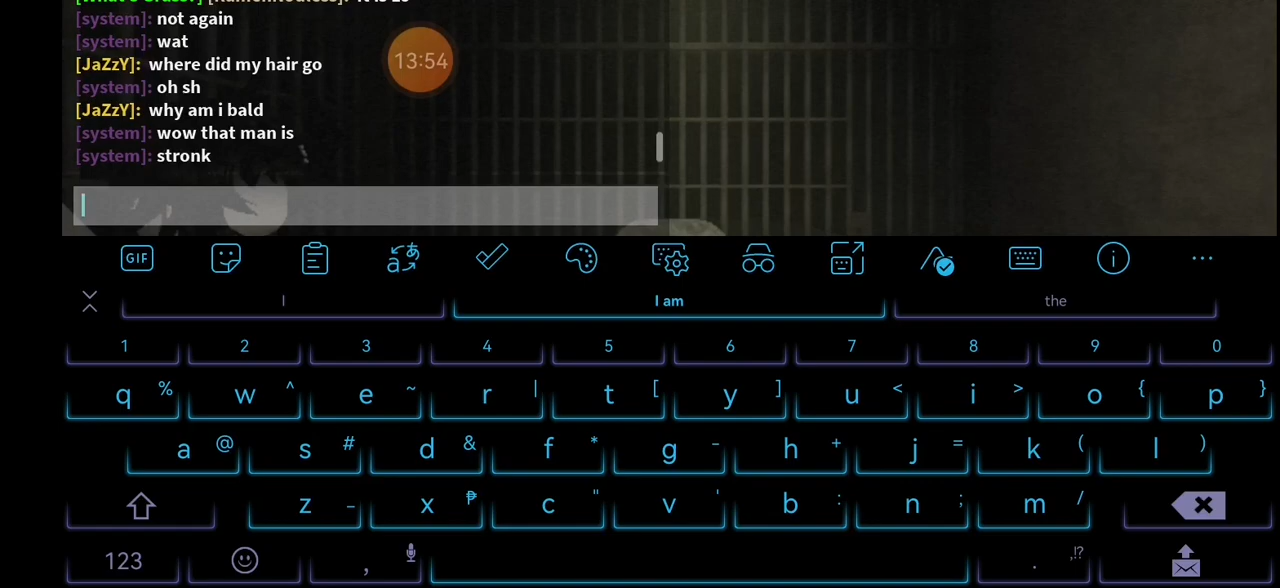 [system]: not again
[system]: wat
[JaZzY]: where did my hair go
[system]: oh sh
[JaZzY]: why am i bald
[system]: wow that man is
[system]: stronk
13:54
GIF
I
I am
the
1 2 3 4 5 6 7 8 9 0
q % w ^ e ~ r | t [ y ] u < i > o { p }
a @ s # d & f * g - h + j = k ( l )
z _ x ₱ c " v ' b : n ; m /
123 , . ,!?